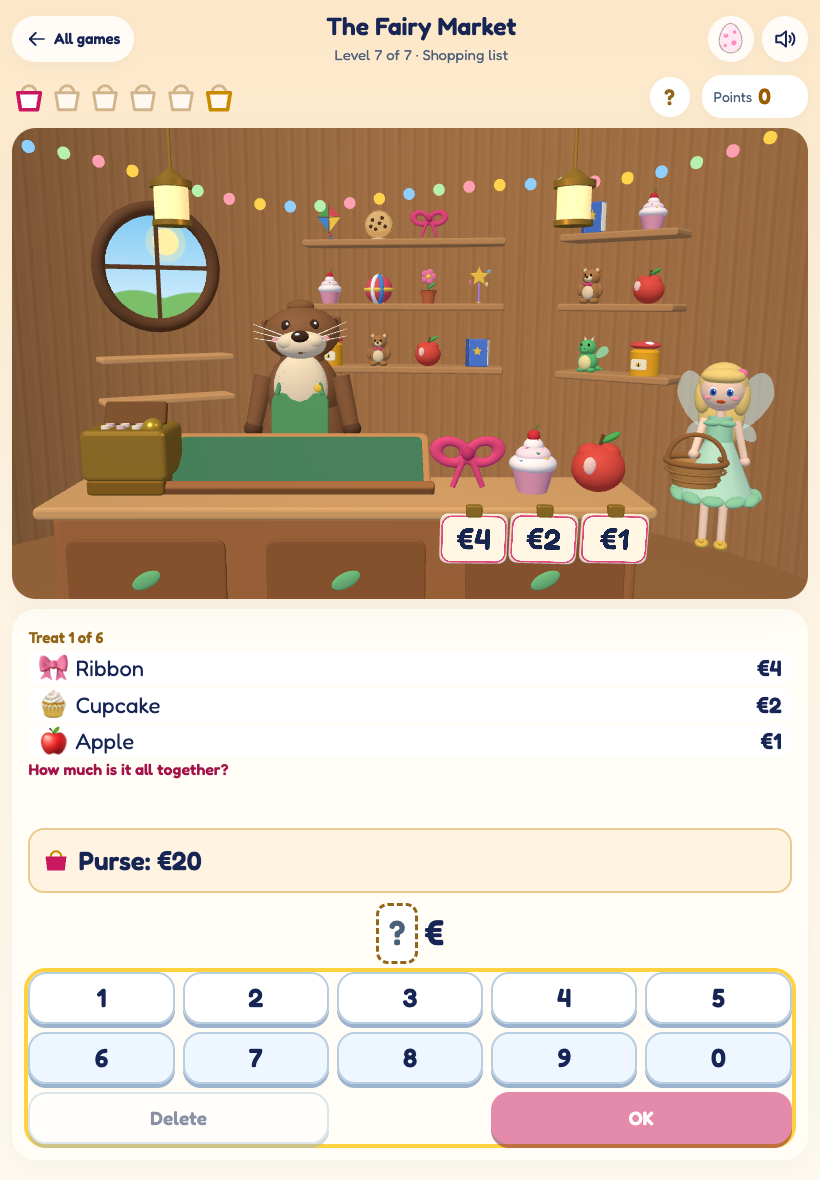 All games
The Fairy Market
Level 7 of 7 · Shopping list
?
Points 0
€4
€2
€1
Treat 1 of 6
Ribbon €4
Cupcake €2
Apple €1
How much is it all together?
Purse: €20
? €
1 2 3 4 5
6 7 8 9 0
Delete OK